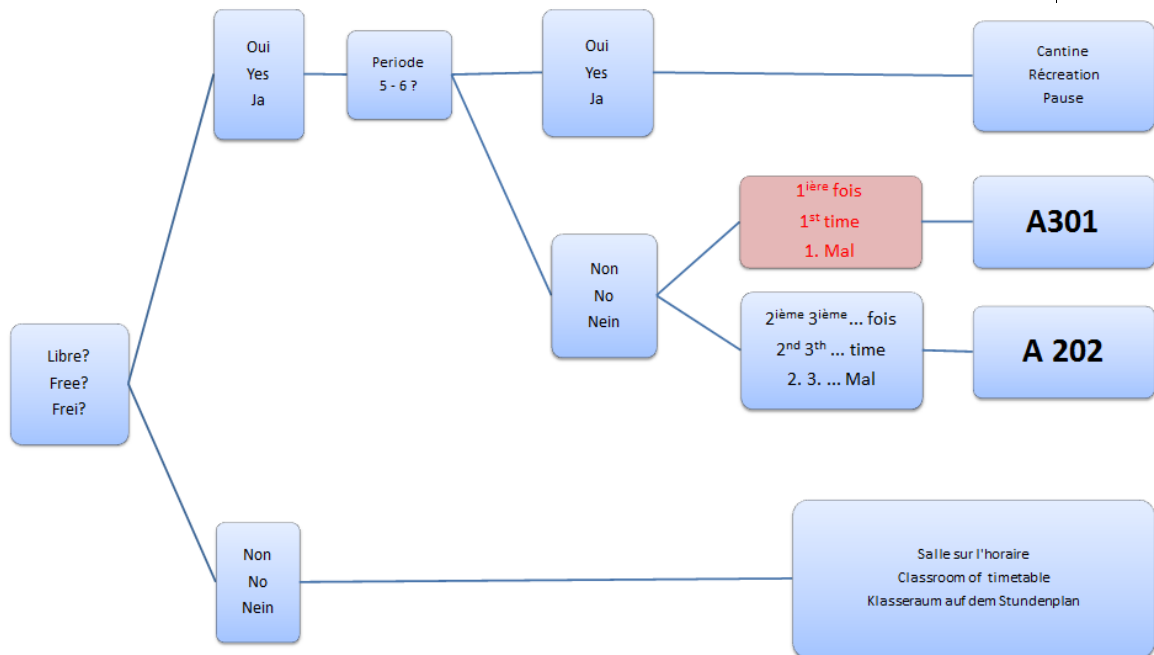 Oui
Yes
Ja
Periode
5 - 6 ?
Oui
Yes
Ja
Cantine
Récreation
Pause
1ière fois
1st time
1. Mal
A301
Non
No
Nein
2ième 3ième ... fois
2nd 3th ... time
2. 3. ... Mal
A 202
Libre?
Free?
Frei?
Non
No
Nein
Salle sur l'horaire
Classroom of timetable
Klasseraum auf dem Stundenplan